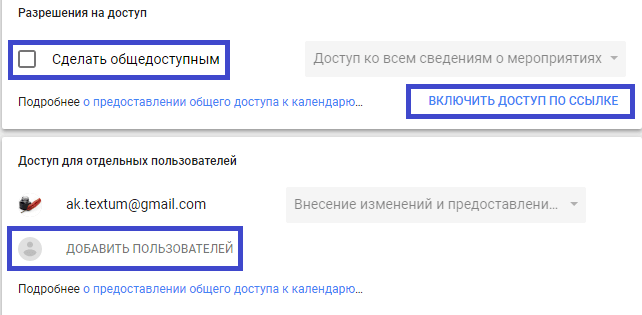 Разрешения на доступ
Сделать общедоступным
Доступ ко всем сведениям о мероприятиях
Подробнее о предоставлении общего доступа к календарю…
ВКЛЮЧИТЬ ДОСТУП ПО ССЫЛКЕ
Доступ для отдельных пользователей
ak.textum@gmail.com
Внесение изменений и предоставлени…
ДОБАВИТЬ ПОЛЬЗОВАТЕЛЕЙ
Подробнее о предоставлении общего доступа к календарю…